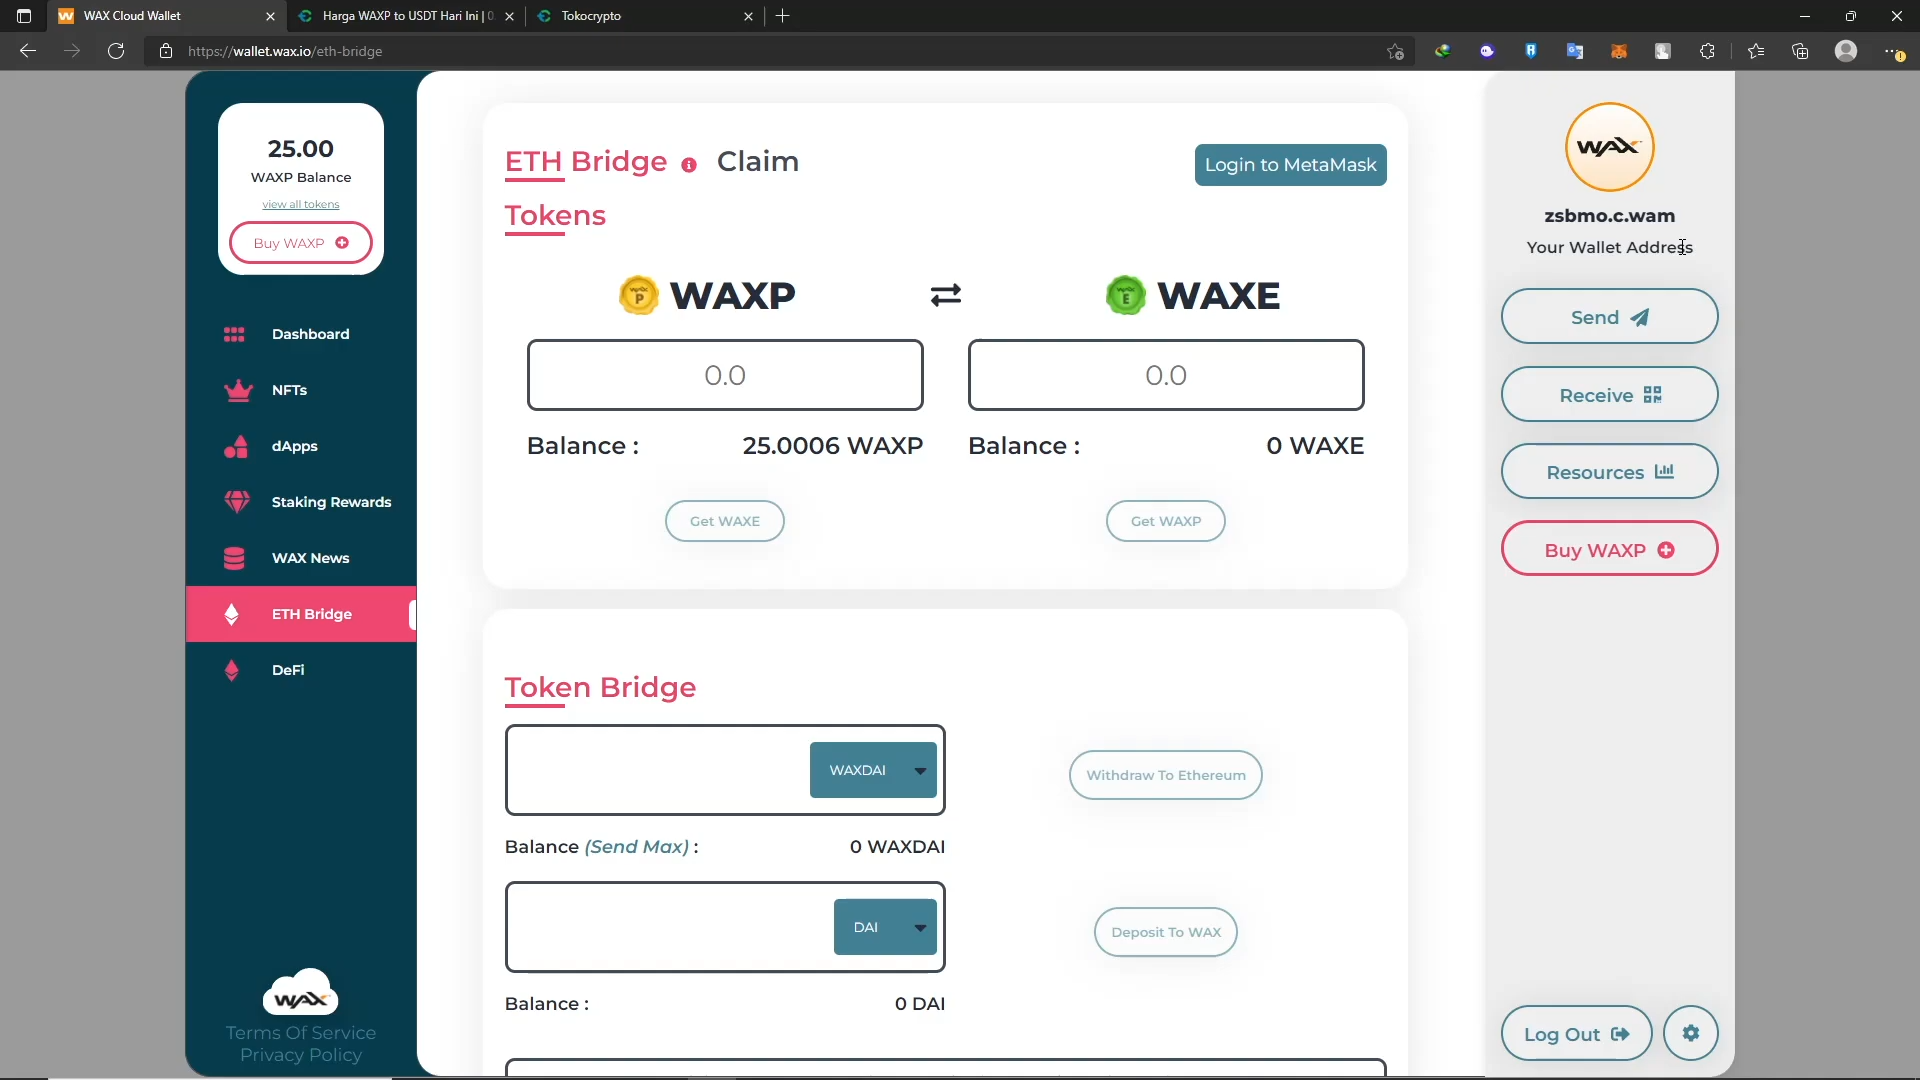 WAX Cloud Wallet
Harga WAXP to USDT Hari Ini | 0
Tokocrypto
https://wallet.wax.io/eth-bridge
25.00
WAXP Balance
view all tokens
Buy WAXP
Dashboard
NFTs
dApps
Staking Rewards
WAX News
ETH Bridge
DeFi
WAX
Terms Of Service
Privacy Policy
ETH Bridge Claim
Tokens
Login to MetaMask
WAXP
WAXE
0.0
0.0
Balance : 25.0006 WAXP
Balance : 0 WAXE
Get WAXE
Get WAXP
Token Bridge
WAXDAI
Withdraw To Ethereum
Balance (Send Max) : 0 WAXDAI
DAI
Deposit To WAX
Balance : 0 DAI
WAX
zsbmo.c.wam
Your Wallet Address
Send
Receive
Resources
Buy WAXP
Log Out